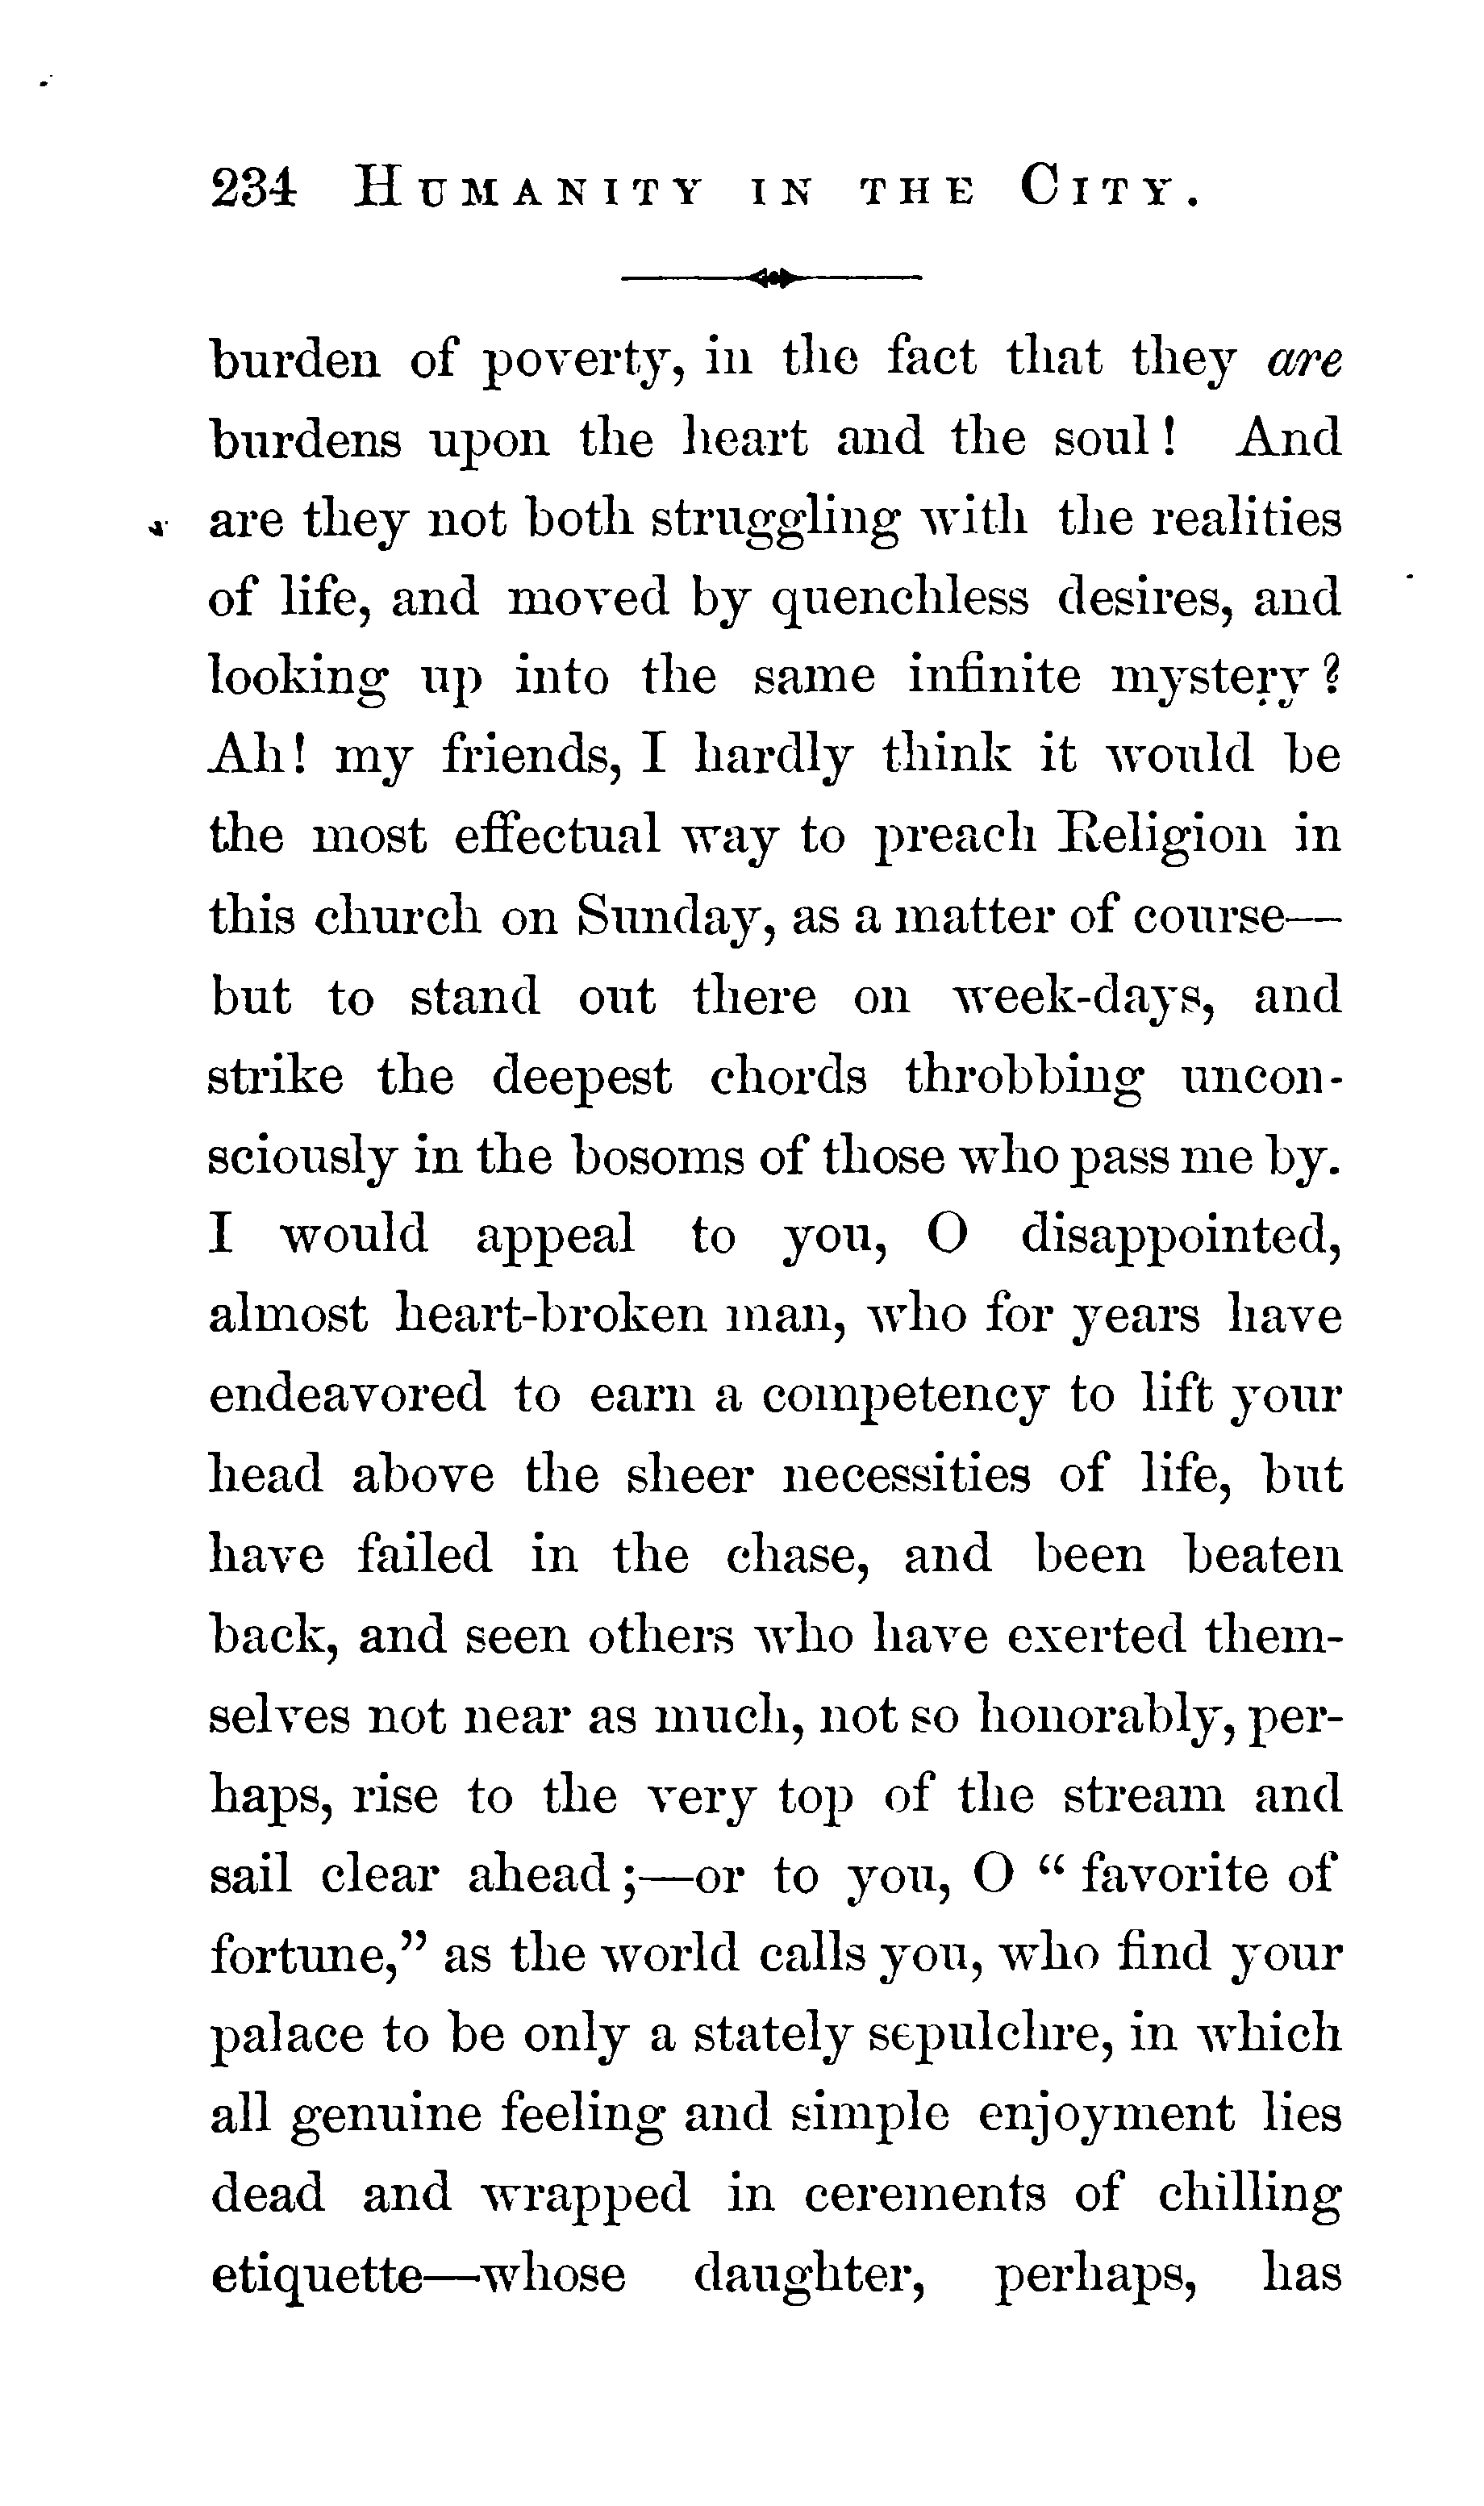 234 HUMANITY IN THE CITY.
burden of poverty, in the fact that they are
burdens upon the heart and the soul! And
are they not both struggling with the realities
of life, and moved by quenchless desires, and
looking up into the same infinite mystery?
Ah! my friends, I hardly think it would be
the most effectual way to preach Religion in
this church on Sunday, as a matter of course—
but to stand out there on week-days, and
strike the deepest chords throbbing uncon-
sciously in the bosoms of those who pass me by.
I would appeal to you, O disappointed,
almost heart-broken man, who for years have
endeavored to earn a competency to lift your
head above the sheer necessities of life, but
have failed in the chase, and been beaten
back, and seen others who have exerted them-
selves not near as much, not so honorably, per-
haps, rise to the very top of the stream and
sail clear ahead;—or to you, O "favorite of
fortune," as the world calls you, who find your
palace to be only a stately sepulchre, in which
all genuine feeling and simple enjoyment lies
dead and wrapped in cerements of chilling
etiquette—whose daughter, perhaps, has